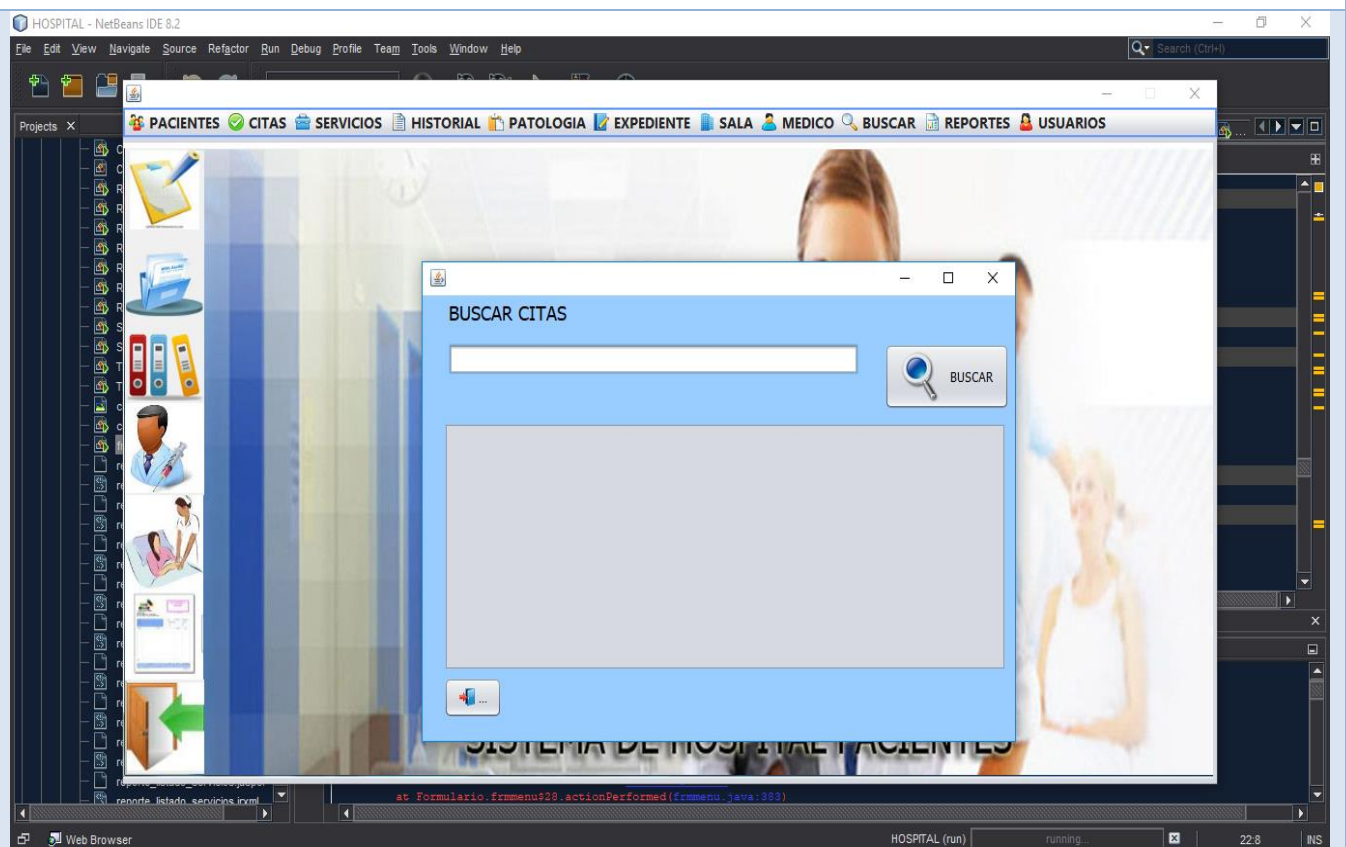 HOSPITAL - NetBeans IDE 8.2
File Edit View Navigate Source Refactor Run Debug Profile Team Tools Window Help
Search (Ctrl+I)
PACIENTES CITAS SERVICIOS HISTORIAL PATOLOGIA EXPEDIENTE SALA MEDICO BUSCAR REPORTES USUARIOS
Projects
BUSCAR CITAS
BUSCAR
...
SISTEMA DE HOSPITAL PACIENTES
reporte_listado_servicios.jasper
reporte_listado_servicios.jrxml
at Formulario.frmmenu$28.actionPerformed(frmmenu.java:383)
Web Browser
HOSPITAL (run)
running...
22:8
INS